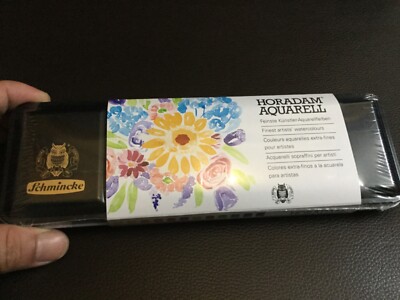 Schmincke
HORADAM®
AQUARELL
Feinste Künstler-Aquarellfarben
Finest artists' watercolours
Couleurs aquarelles extra-fines
pour artistes
Acquerelli sopraffini per artisti
Colores extra-finos a la acuarela
para artistas